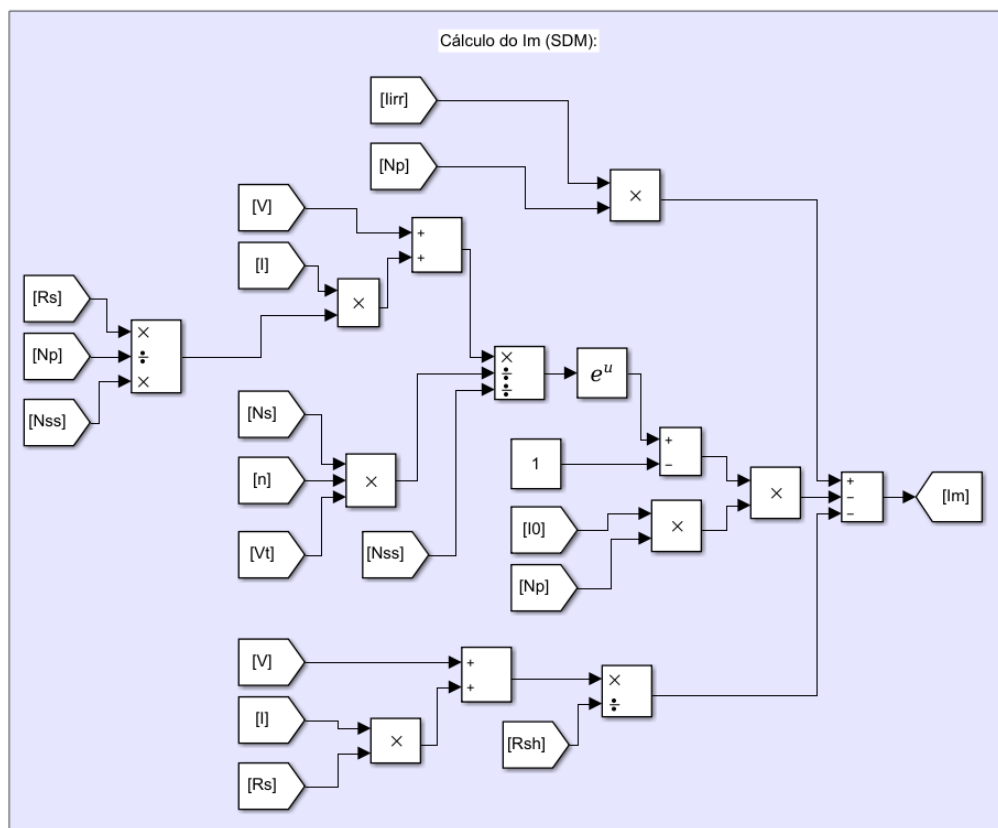 Cálculo do Im (SDM):
[Iirr]
[Np]
×
[V]
+
+
[I]
×
[Rs]
[Np]
[Nss]
×
÷
×
×
÷
÷
e^u
[Ns]
[n]
[Vt]
×
[Nss]
1
+
−
×
[I0]
[Np]
×
+
−
−
[Im]
[V]
+
+
[I]
[Rs]
×
×
÷
[Rsh]